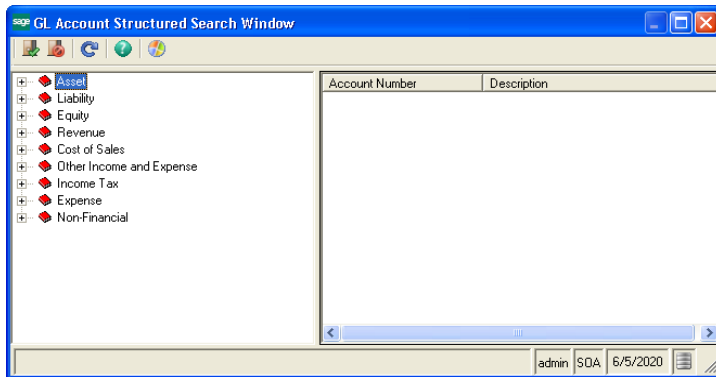 sage GL Account Structured Search Window
Asset
Liability
Equity
Revenue
Cost of Sales
Other Income and Expense
Income Tax
Expense
Non-Financial
Account Number Description
admin SOA 6/5/2020